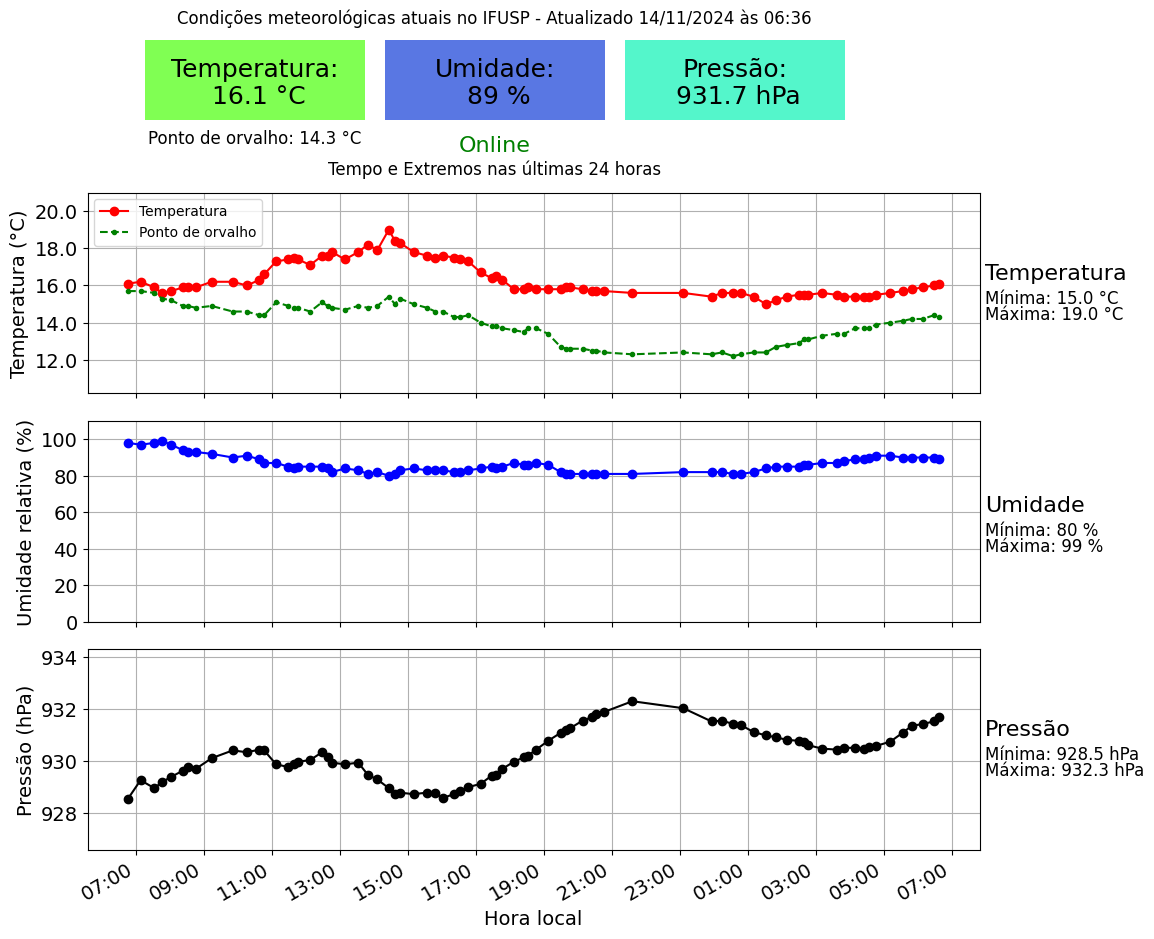 Condições meteorológicas atuais no IFUSP - Atualizado 14/11/2024 às 06:36
Temperatura:
16.1 °C
Umidade:
89 %
Pressão:
931.7 hPa
Ponto de orvalho: 14.3 °C
Online
Tempo e Extremos nas últimas 24 horas
Temperatura (°C)
20.0
18.0
16.0
14.0
12.0
Temperatura
Ponto de orvalho
Temperatura
Mínima: 15.0 °C
Máxima: 19.0 °C
Umidade relativa (%)
100
80
60
40
20
0
Umidade
Mínima: 80 %
Máxima: 99 %
Pressão (hPa)
934
932
930
928
Pressão
Mínima: 928.5 hPa
Máxima: 932.3 hPa
07:00 09:00 11:00 13:00 15:00 17:00 19:00 21:00 23:00 01:00 03:00 05:00 07:00
Hora local